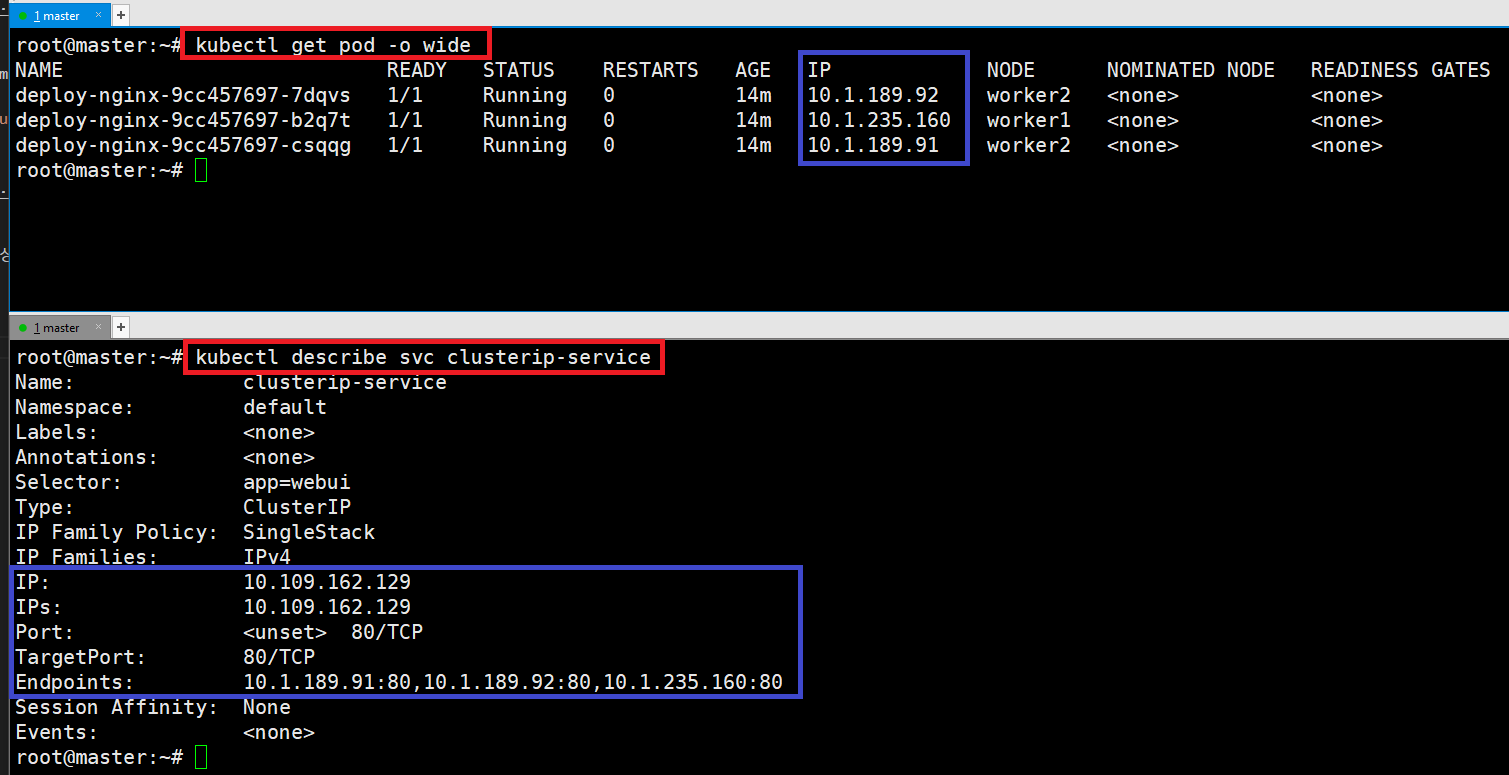 1 master × +
root@master:~# kubectl get pod -o wide
NAME READY STATUS RESTARTS AGE IP NODE NOMINATED NODE READINESS GATES
deploy-nginx-9cc457697-7dqvs 1/1 Running 0 14m 10.1.189.92 worker2 <none> <none>
deploy-nginx-9cc457697-b2q7t 1/1 Running 0 14m 10.1.235.160 worker1 <none> <none>
deploy-nginx-9cc457697-csqqg 1/1 Running 0 14m 10.1.189.91 worker2 <none> <none>
root@master:~#
1 master × +
root@master:~# kubectl describe svc clusterip-service
Name: clusterip-service
Namespace: default
Labels: <none>
Annotations: <none>
Selector: app=webui
Type: ClusterIP
IP Family Policy: SingleStack
IP Families: IPv4
IP: 10.109.162.129
IPs: 10.109.162.129
Port: <unset> 80/TCP
TargetPort: 80/TCP
Endpoints: 10.1.189.91:80,10.1.189.92:80,10.1.235.160:80
Session Affinity: None
Events: <none>
root@master:~#